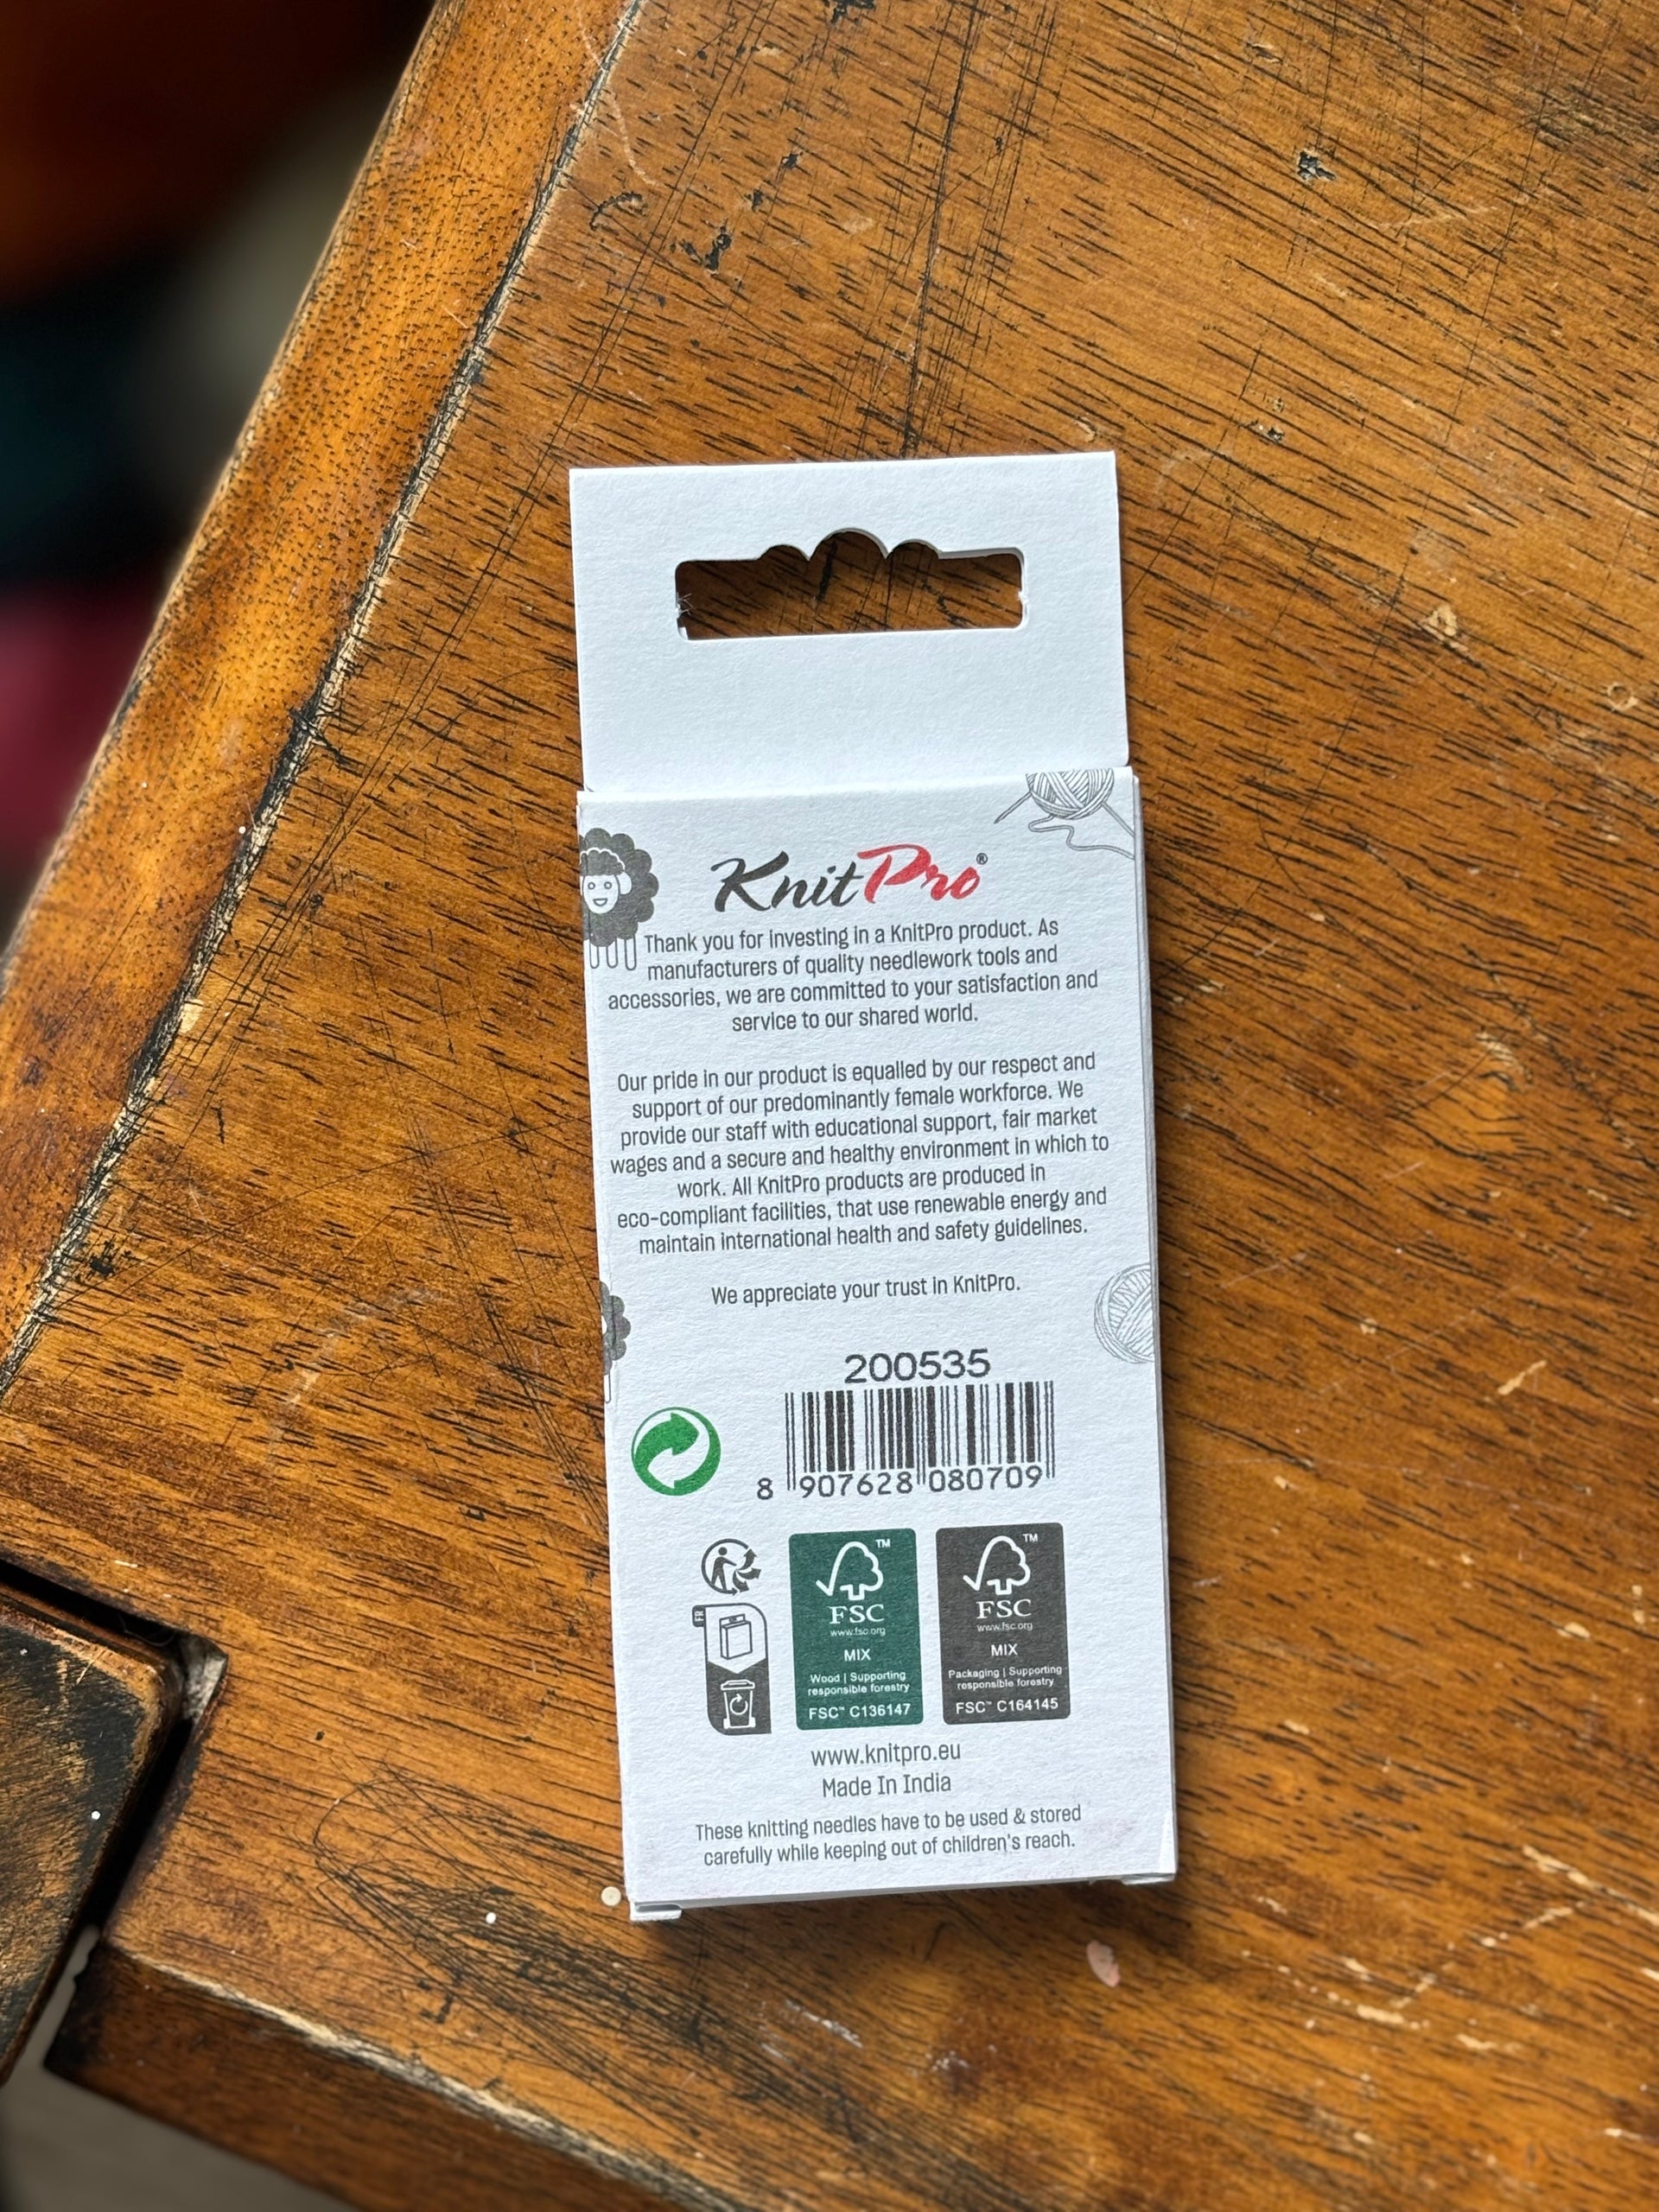 KnitPro®
Thank you for investing in a KnitPro product. As
manufacturers of quality needlework tools and
accessories, we are committed to your satisfaction and
service to our shared world.
Our pride in our product is equalled by our respect and
support of our predominantly female workforce. We
provide our staff with educational support, fair market
wages and a secure and healthy environment in which to
work. All KnitPro products are produced in
eco-compliant facilities, that use renewable energy and
maintain international health and safety guidelines.
We appreciate your trust in KnitPro.
200535
8 907628 080709
FR
TM
FSC
www.fsc.org
MIX
Wood | Supporting
responsible forestry
FSC™ C136147
TM
FSC
www.fsc.org
MIX
Packaging | Supporting
responsible forestry
FSC™ C164145
www.knitpro.eu
Made In India
These knitting needles have to be used & stored
carefully while keeping out of children's reach.